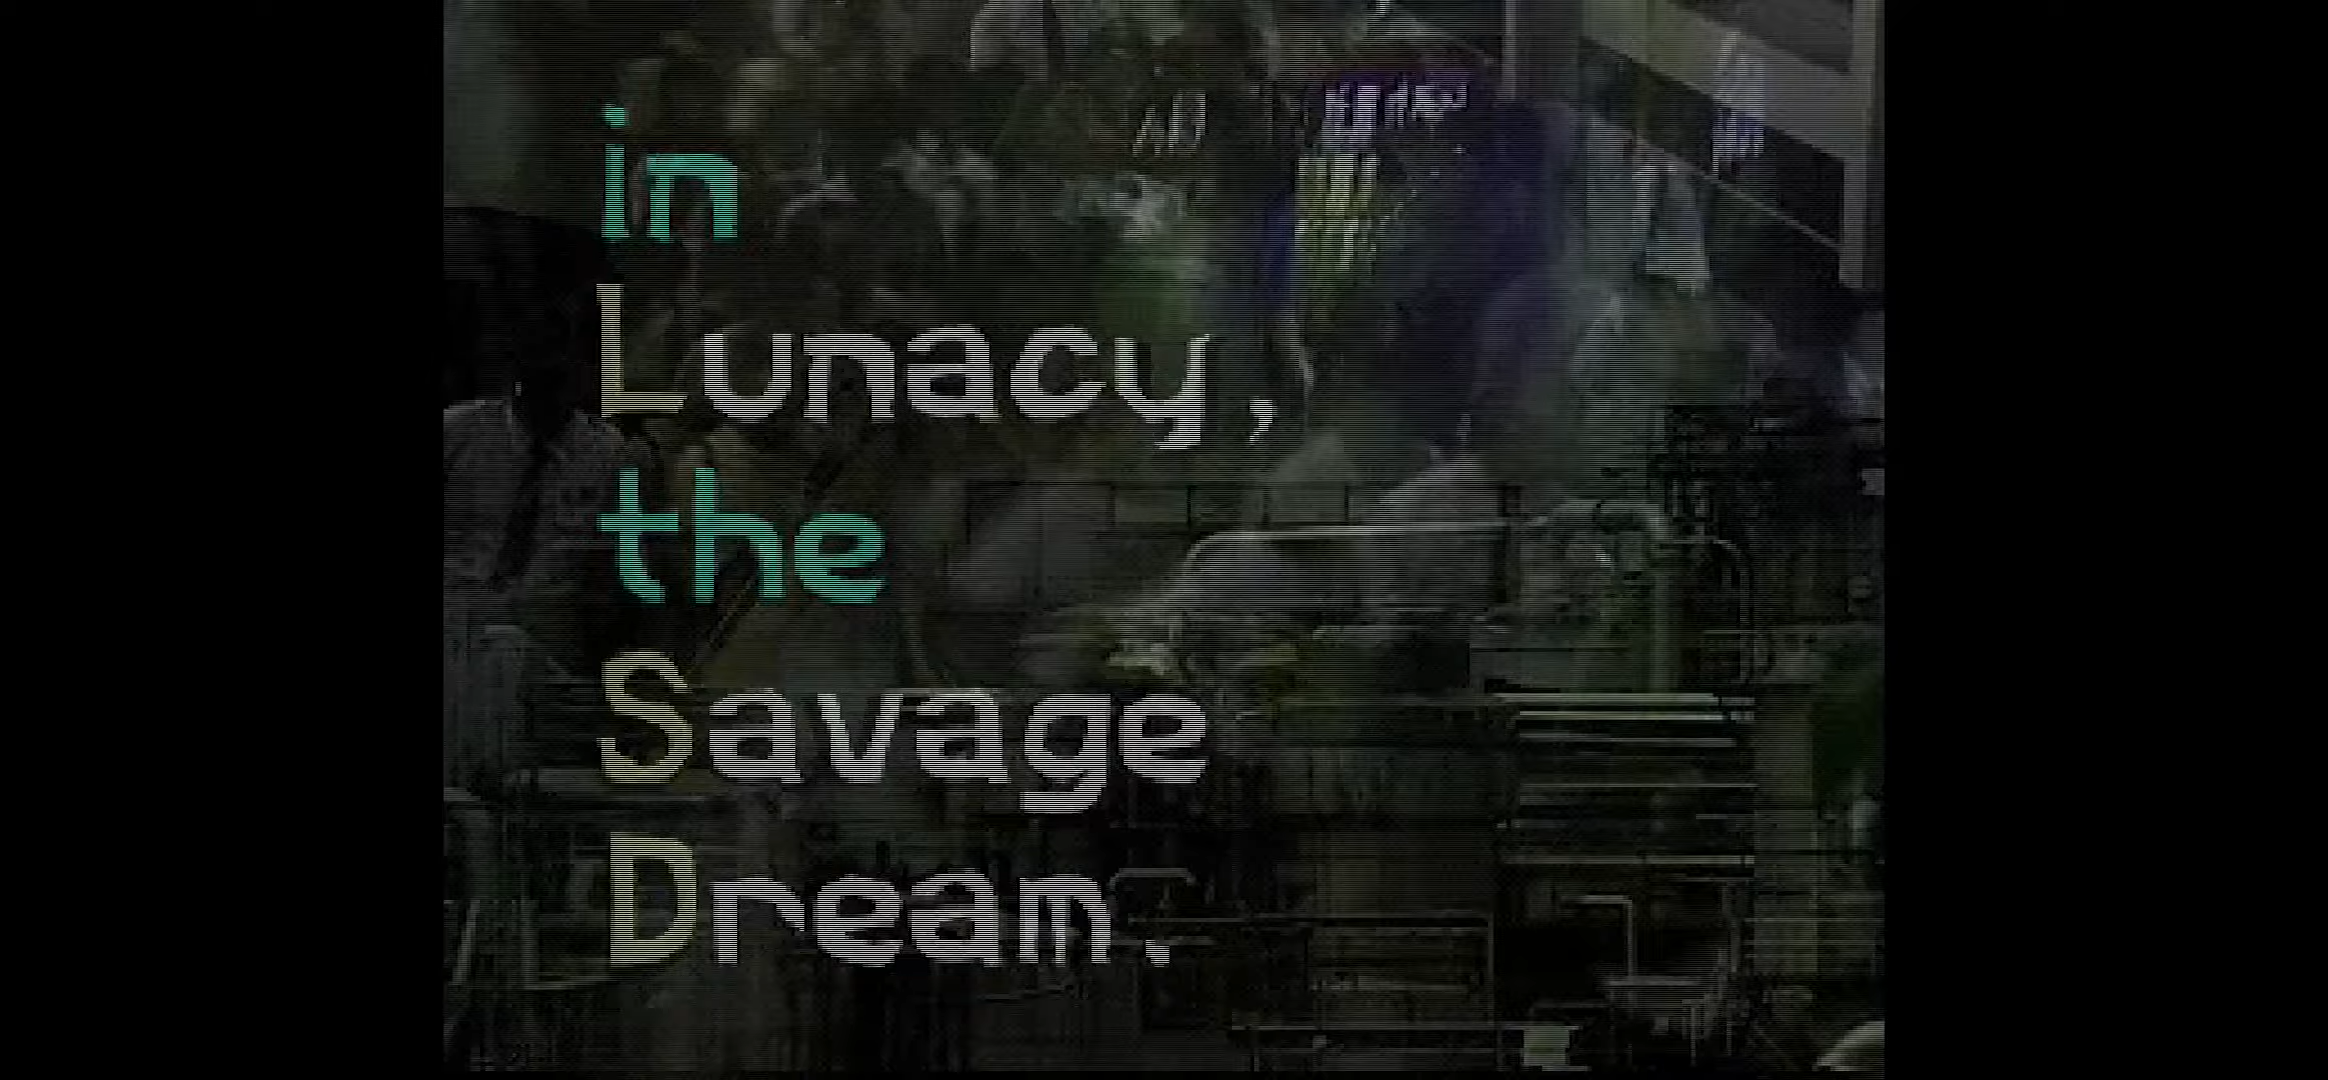 in
Lunacy,
the
Savage
Dream.